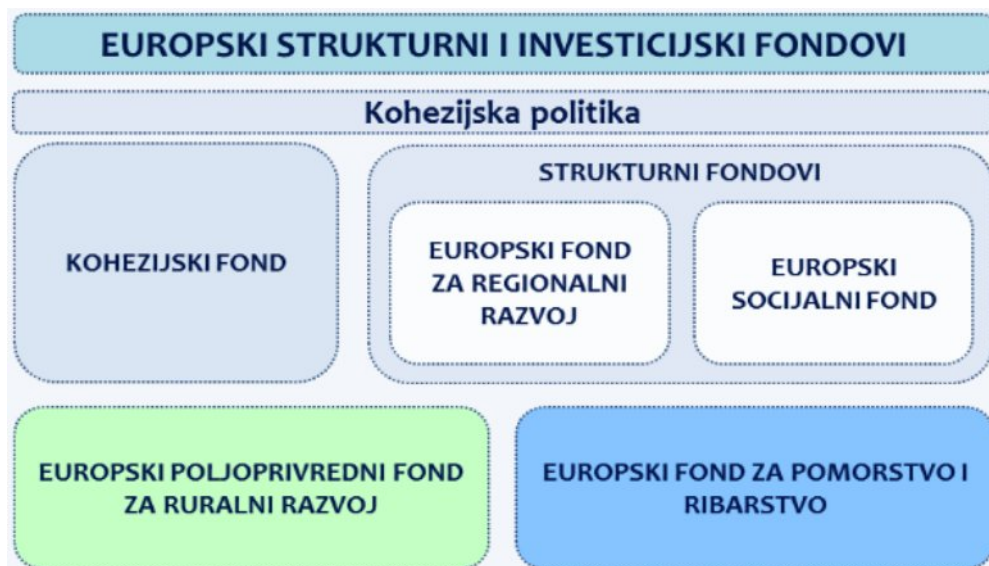 EUROPSKI STRUKTURNI I INVESTICIJSKI FONDOVI
Kohezijska politika
KOHEZIJSKI FOND
STRUKTURNI FONDOVI
EUROPSKI FOND
ZA REGIONALNI
RAZVOJ
EUROPSKI
SOCIJALNI FOND
EUROPSKI POLJOPRIVREDNI FOND
ZA RURALNI RAZVOJ
EUROPSKI FOND ZA POMORSTVO I
RIBARSTVO